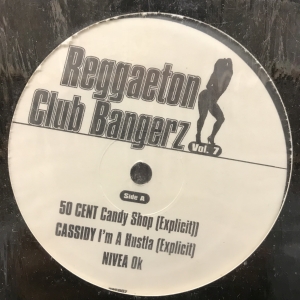 Reggaeton
Club Bangerz
Vol. 7
Side A
50 CENT Candy Shop (Explicit))
CASSIDY I'm A Hustla (Explicit)
NIVEA Ok